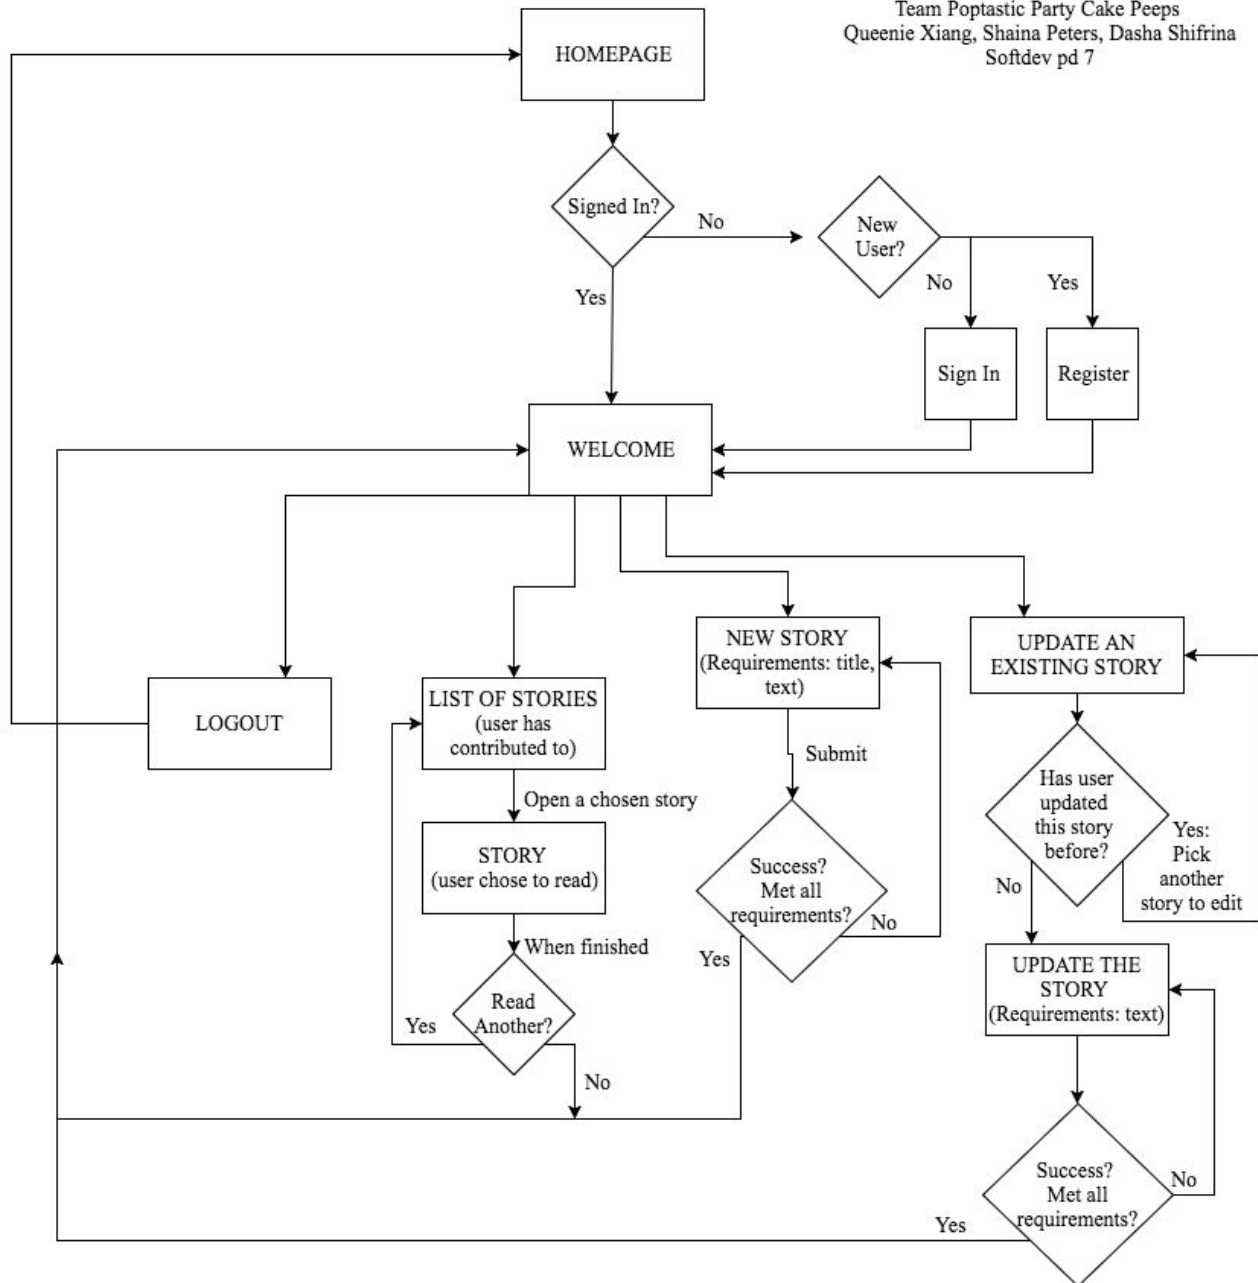 Team Poptastic Party Cake Peeps
Queenie Xiang, Shaina Peters, Dasha Shifrina
Softdev pd 7
HOMEPAGE
Signed In?
No
Yes
New
User?
No
Yes
Sign In
Register
WELCOME
LOGOUT
LIST OF STORIES
(user has
contributed to)
Open a chosen story
STORY
(user chose to read)
When finished
Read
Another?
Yes
No
NEW STORY
(Requirements: title,
text)
Submit
Success?
Met all
requirements?
No
Yes
UPDATE AN
EXISTING STORY
Has user
updated
this story
before?
Yes:
Pick
another
story to edit
No
UPDATE THE
STORY
(Requirements: text)
Success?
Met all
requirements?
No
Yes